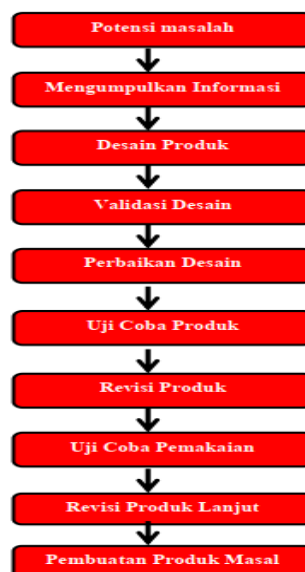 Potensi masalah
Mengumpulkan Informasi
Desain Produk
Validasi Desain
Perbaikan Desain
Uji Coba Produk
Revisi Produk
Uji Coba Pemakaian
Revisi Produk Lanjut
Pembuatan Produk Masal